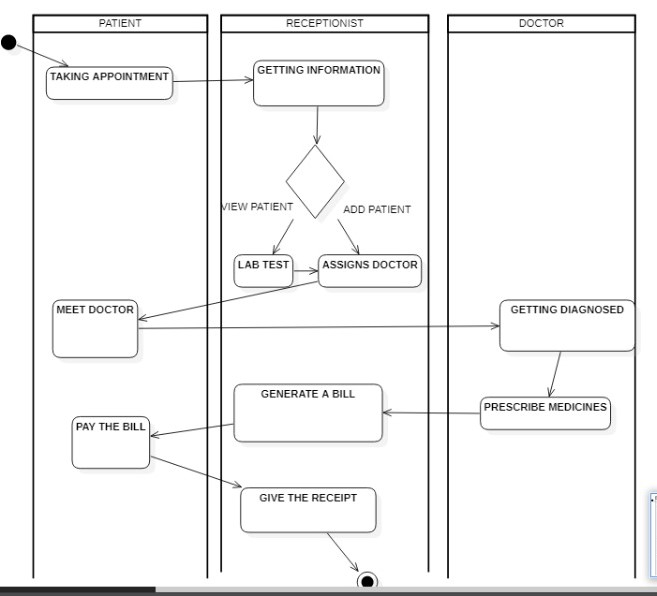 PATIENT
RECEPTIONIST
DOCTOR
TAKING APPOINTMENT
GETTING INFORMATION
VIEW PATIENT
ADD PATIENT
LAB TEST
ASSIGNS DOCTOR
MEET DOCTOR
GETTING DIAGNOSED
GENERATE A BILL
PRESCRIBE MEDICINES
PAY THE BILL
GIVE THE RECEIPT